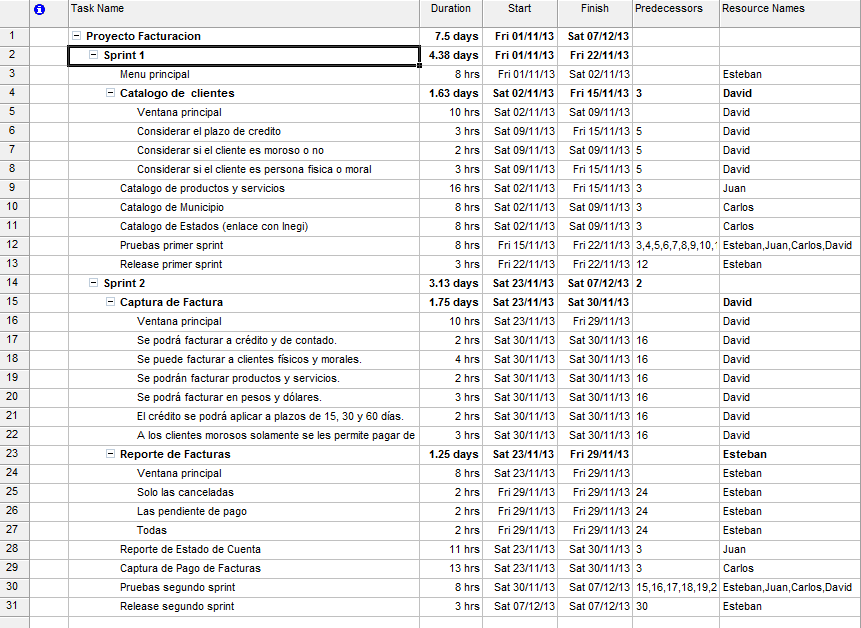 Task Name Duration Start Finish Predecessors Resource Names
1 Proyecto Facturacion 7.5 days Fri 01/11/13 Sat 07/12/13
2 Sprint 1 4.38 days Fri 01/11/13 Fri 22/11/13
3 Menu principal 8 hrs Fri 01/11/13 Sat 02/11/13 Esteban
4 Catalogo de clientes 1.63 days Sat 02/11/13 Fri 15/11/13 3 David
5 Ventana principal 10 hrs Sat 02/11/13 Sat 09/11/13 David
6 Considerar el plazo de credito 3 hrs Sat 09/11/13 Fri 15/11/13 5 David
7 Considerar si el cliente es moroso o no 2 hrs Sat 09/11/13 Sat 09/11/13 5 David
8 Considerar si el cliente es persona fisica o moral 3 hrs Sat 09/11/13 Fri 15/11/13 5 David
9 Catalogo de productos y servicios 16 hrs Sat 02/11/13 Fri 15/11/13 3 Juan
10 Catalogo de Municipio 8 hrs Sat 02/11/13 Sat 09/11/13 3 Carlos
11 Catalogo de Estados (enlace con Inegi) 8 hrs Sat 02/11/13 Sat 09/11/13 3 Carlos
12 Pruebas primer sprint 8 hrs Fri 15/11/13 Fri 22/11/13 3,4,5,6,7,8,9,10,1 Esteban,Juan,Carlos,David
13 Release primer sprint 3 hrs Fri 22/11/13 Fri 22/11/13 12 Esteban
14 Sprint 2 3.13 days Sat 23/11/13 Sat 07/12/13 2
15 Captura de Factura 1.75 days Sat 23/11/13 Sat 30/11/13 David
16 Ventana principal 10 hrs Sat 23/11/13 Fri 29/11/13 David
17 Se podrá facturar a crédito y de contado. 2 hrs Sat 30/11/13 Sat 30/11/13 16 David
18 Se puede facturar a clientes físicos y morales. 4 hrs Sat 30/11/13 Sat 30/11/13 16 David
19 Se podrán facturar productos y servicios. 2 hrs Sat 30/11/13 Sat 30/11/13 16 David
20 Se podrá facturar en pesos y dólares. 3 hrs Sat 30/11/13 Sat 30/11/13 16 David
21 El crédito se podrá aplicar a plazos de 15, 30 y 60 días. 2 hrs Sat 30/11/13 Sat 30/11/13 16 David
22 A los clientes morosos solamente se les permite pagar de 3 hrs Sat 30/11/13 Sat 30/11/13 16 David
23 Reporte de Facturas 1.25 days Sat 23/11/13 Fri 29/11/13 Esteban
24 Ventana principal 8 hrs Sat 23/11/13 Fri 29/11/13 Esteban
25 Solo las canceladas 2 hrs Fri 29/11/13 Fri 29/11/13 24 Esteban
26 Las pendiente de pago 2 hrs Fri 29/11/13 Fri 29/11/13 24 Esteban
27 Todas 2 hrs Fri 29/11/13 Fri 29/11/13 24 Esteban
28 Reporte de Estado de Cuenta 11 hrs Sat 23/11/13 Sat 30/11/13 3 Juan
29 Captura de Pago de Facturas 13 hrs Sat 23/11/13 Sat 30/11/13 3 Carlos
30 Pruebas segundo sprint 8 hrs Sat 30/11/13 Sat 07/12/13 15,16,17,18,19,2 Esteban,Juan,Carlos,David
31 Release segundo sprint 3 hrs Sat 07/12/13 Sat 07/12/13 30 Esteban